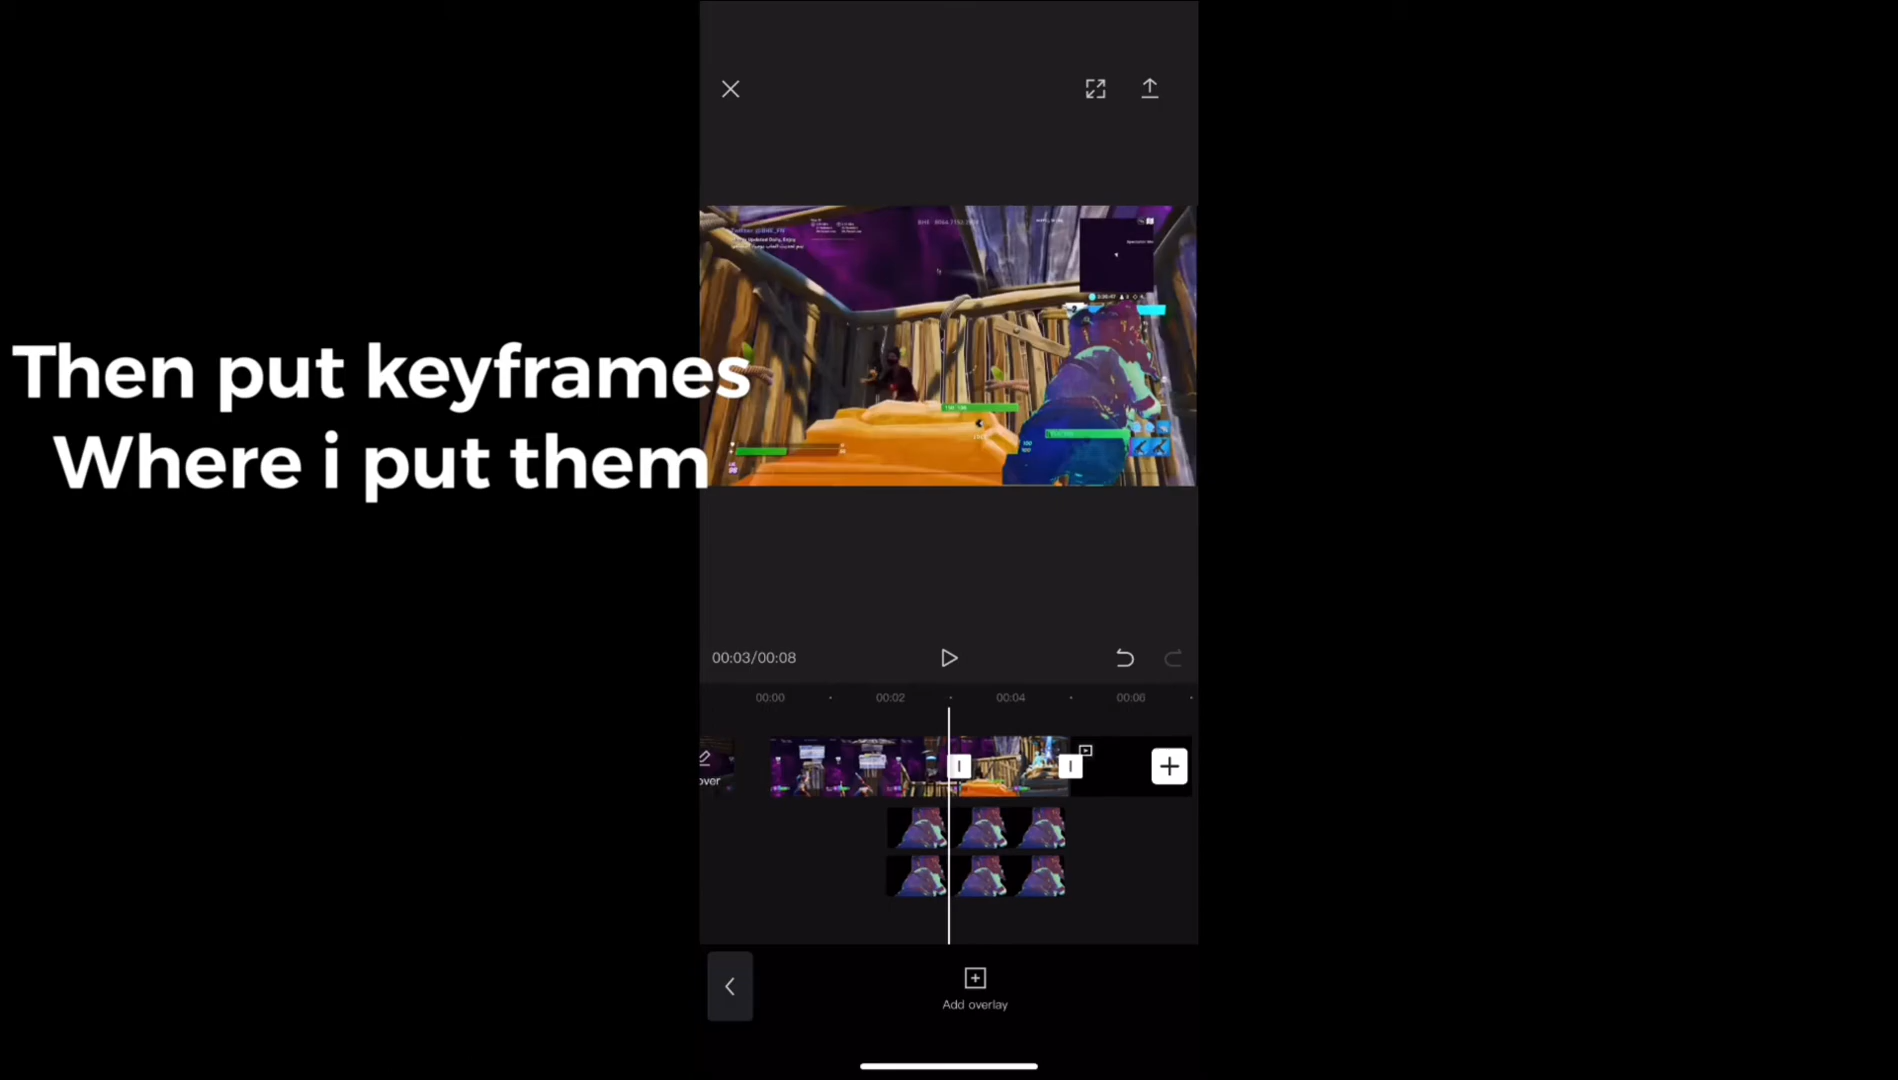 Then put keyframes
Where i put them
00:03/00:08
00:00
00:02
00:04
00:06
over
Add overlay